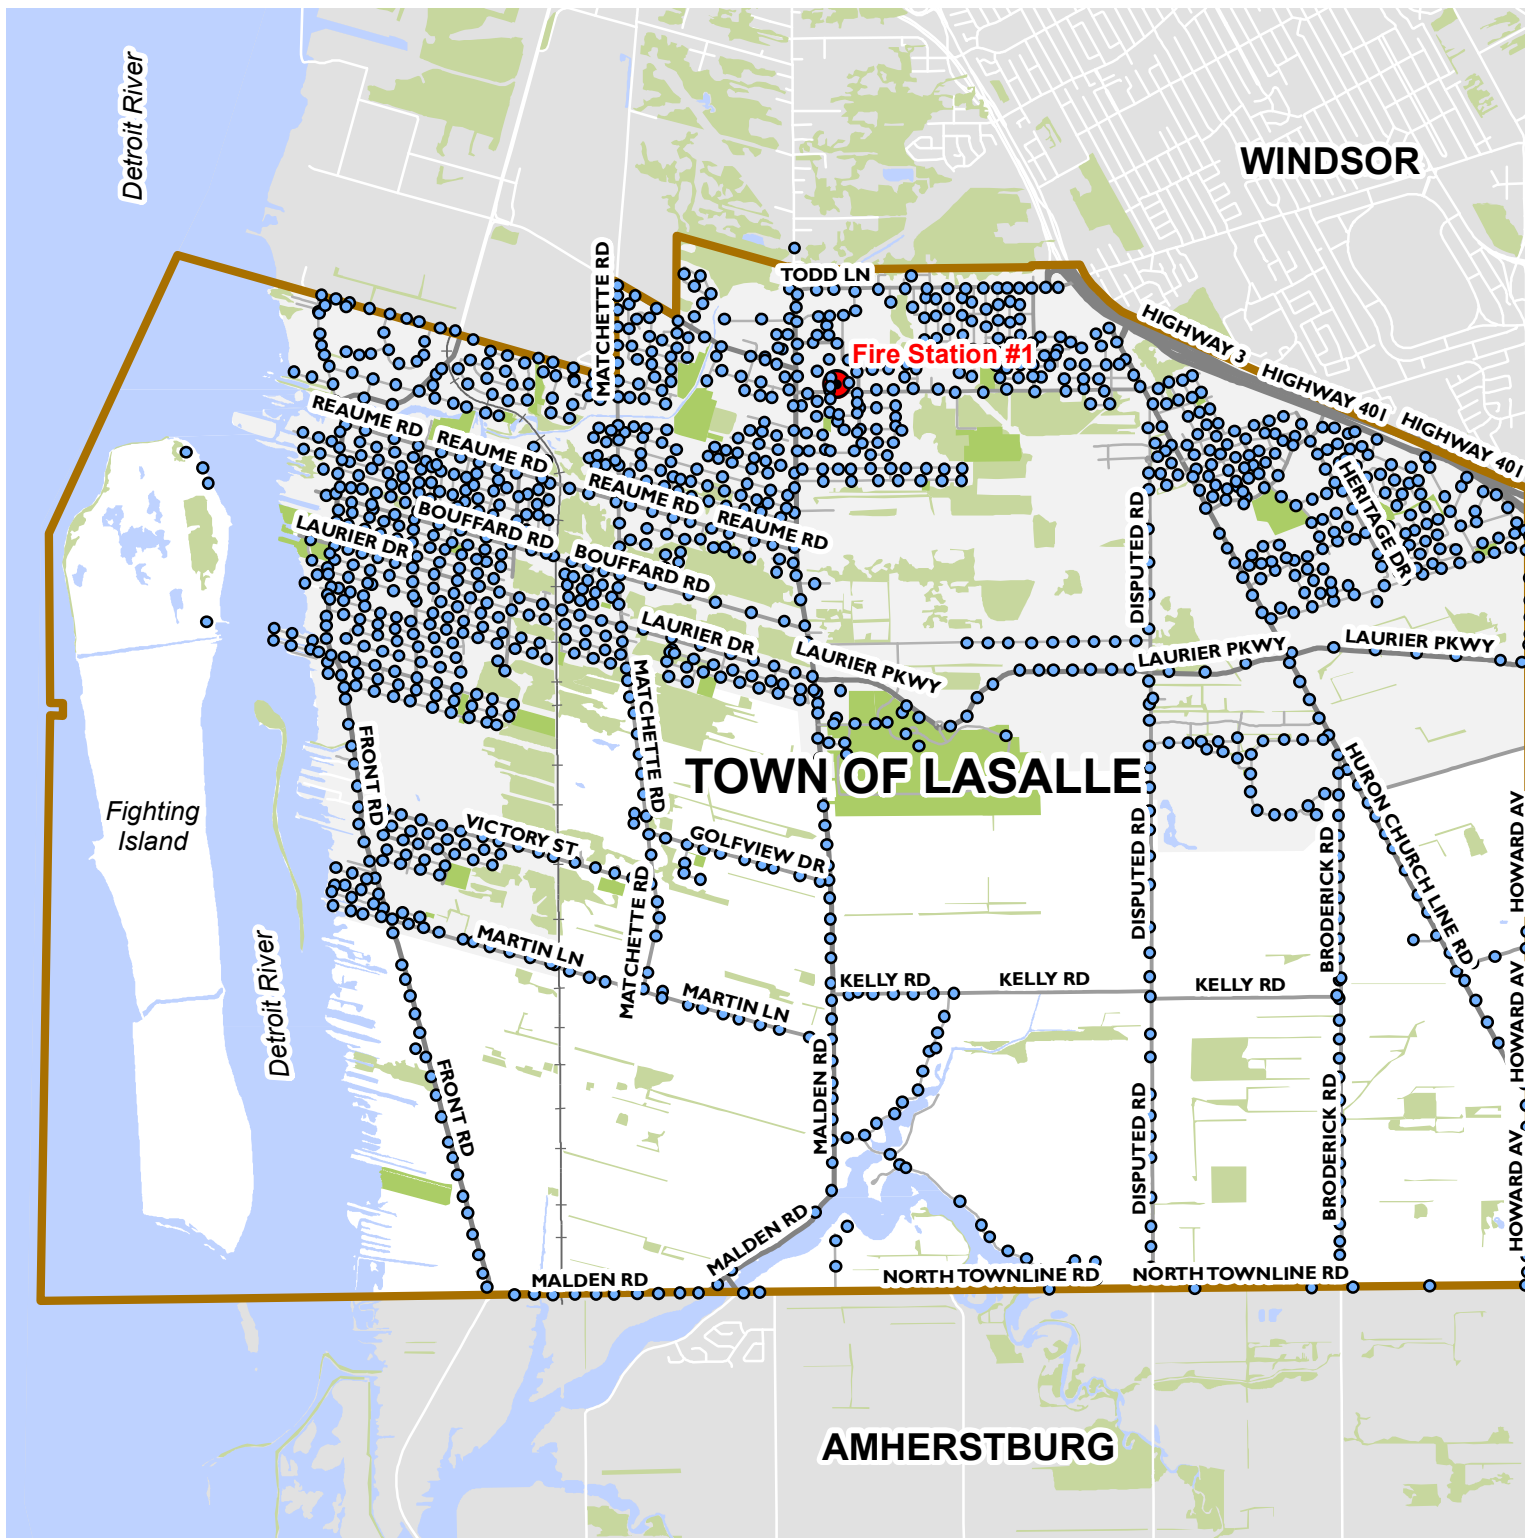 Detroit River
WINDSOR
MATCHETTE RD
TODD LN
HIGHWAY 3
HIGHWAY 401
HIGHWAY 401
Fire Station #1
REAUME RD
REAUME RD
REAUME RD
REAUME RD
HERITAGE DR
BOUFFARD RD
BOUFFARD RD
LAURIER DR
LAURIER DR
DISPUTED RD
LAURIER PKWY
LAURIER PKWY
LAURIER PKWY
MATCHETTE RD
FRONT RD
TOWN OF LASALLE
Fighting
Island
VICTORY ST
GOLFVIEW DR
HURON CHURCH LINE RD
HOWARD AV
DISPUTED RD
BRODERICK RD
MATCHETTE RD
MARTIN LN
MARTIN LN
Detroit River
KELLY RD
KELLY RD
KELLY RD
HOWARD AV
MALDEN RD
FRONT RD
DISPUTED RD
BRODERICK RD
HOWARD AV
MALDEN RD
MALDEN RD
NORTH TOWNLINE RD
NORTH TOWNLINE RD
AMHERSTBURG